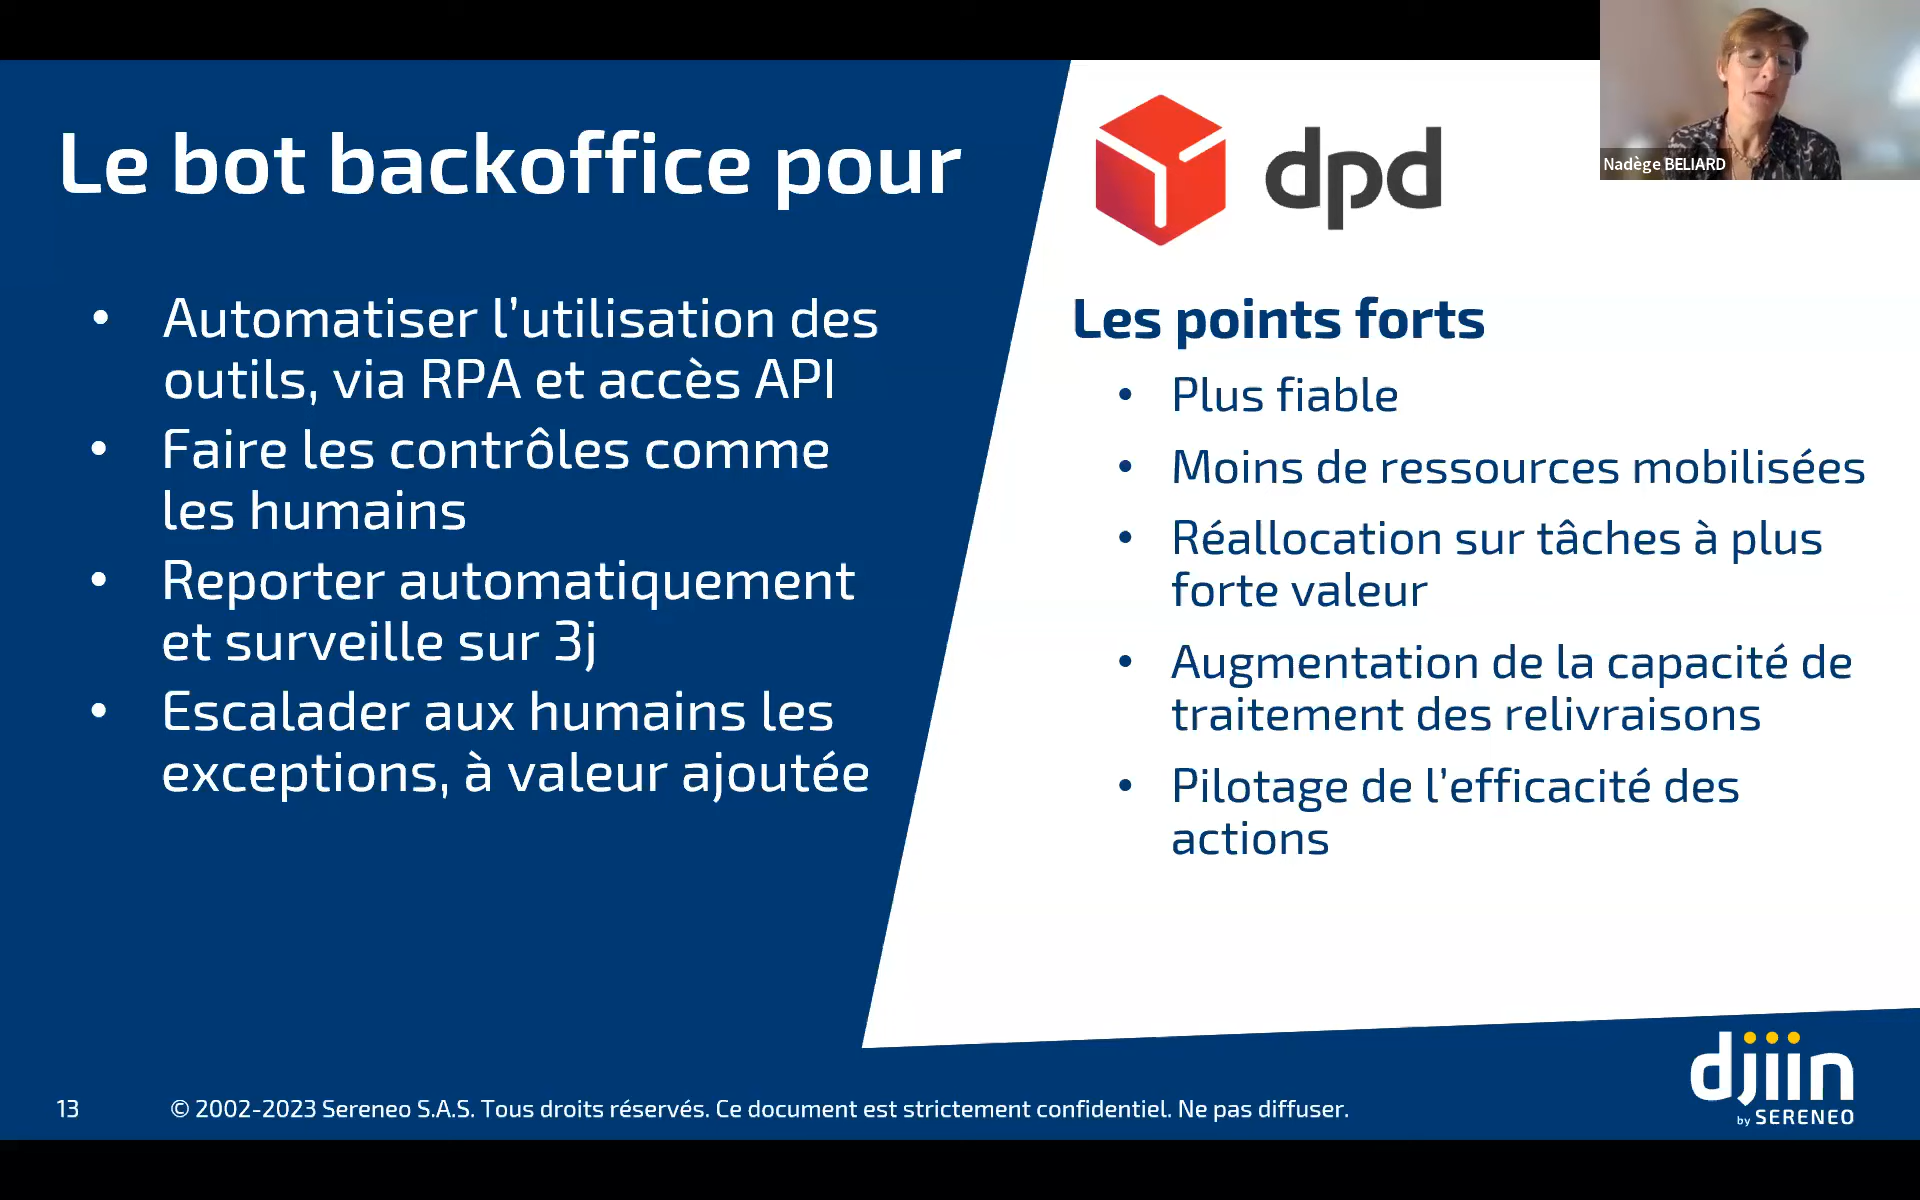 Le bot backoffice pour
dpd
Nadège BELIARD
• Automatiser l’utilisation des
outils, via RPA et accès API
• Faire les contrôles comme
les humains
• Reporter automatiquement
et surveille sur 3j
• Escalader aux humains les
exceptions, à valeur ajoutée
Les points forts
• Plus fiable
• Moins de ressources mobilisées
• Réallocation sur tâches à plus
forte valeur
• Augmentation de la capacité de
traitement des relivraisons
• Pilotage de l’efficacité des
actions
13
© 2002-2023 Sereneo S.A.S. Tous droits réservés. Ce document est strictement confidentiel. Ne pas diffuser.
djiin
by SERENEO